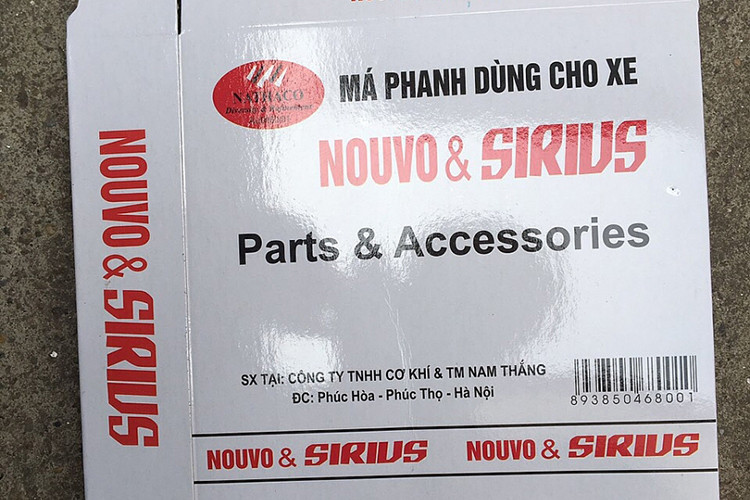 NATHACO
MÁ PHANH DÙNG CHO XE
NOUVO & SIRIUS
Parts & Accessories
SX TẠI: CÔNG TY TNHH CƠ KHÍ & TM NAM THẮNG
ĐC: Phúc Hòa - Phúc Thọ - Hà Nội
893850468001
NOUVO & SIRIUS NOUVO & SIRIUS
NOUVO & SIRIUS